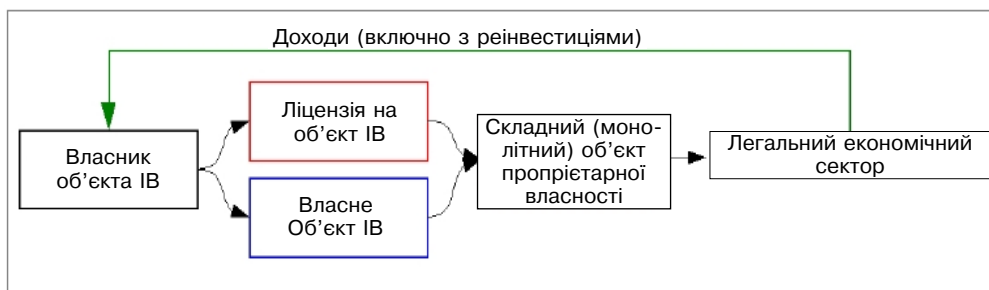 Доходи (включно з реінвестиціями)
Власник
об’єкта ІВ
Ліцензія на
об’єкт ІВ
Власне
Об’єкт ІВ
Складний (моно-
літний) об’єкт
пропрієтарної
власності
Легальний економічний
сектор